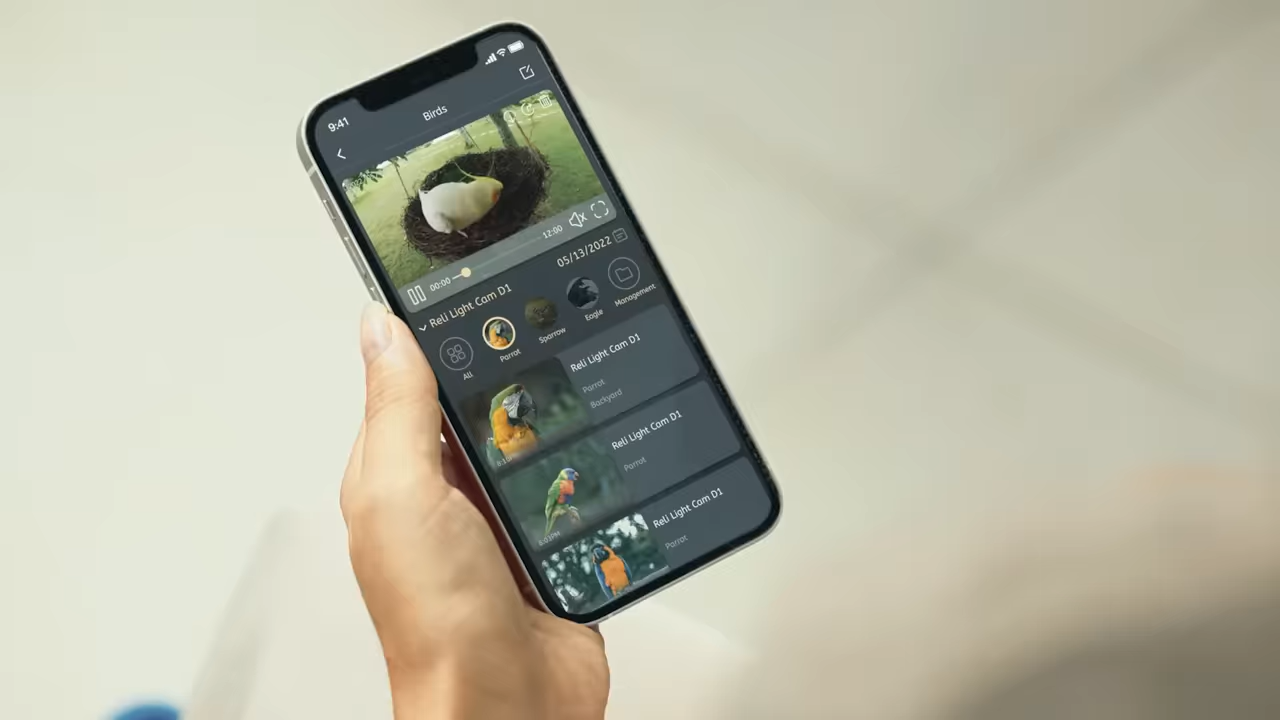 9:41
Birds
00:00
12:00
Reli Light Cam D1
05/13/2022
All
Parrot
Sparrow
Eagle
Management
Reli Light Cam D1
Parrot
Backyard
Reli Light Cam D1
Parrot
Reli Light Cam D1
Parrot